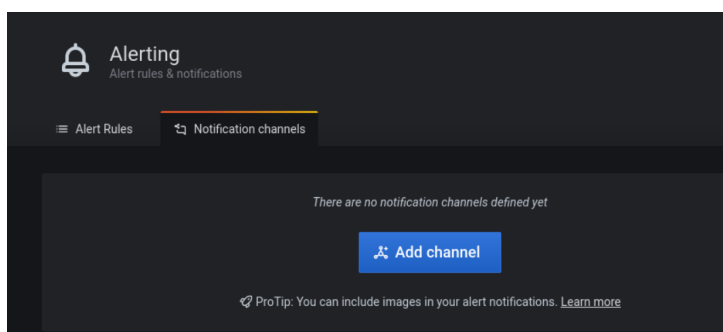 Alerting
Alert rules & notifications
Alert Rules
Notification channels
There are no notification channels defined yet
Add channel
ProTip: You can include images in your alert notifications. Learn more